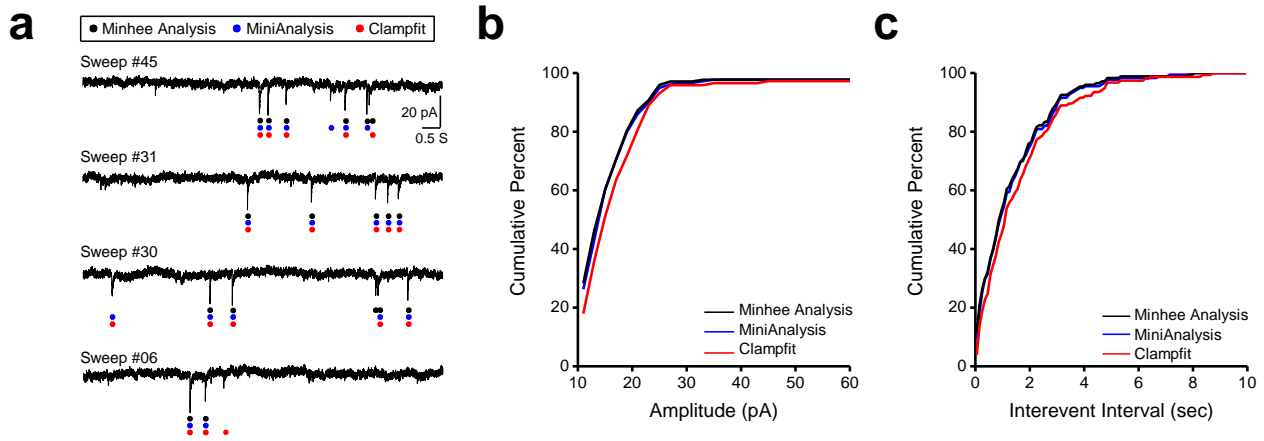 a
Minhee Analysis MiniAnalysis Clampfit
Sweep #45
20 pA
0.5 S
Sweep #31
Sweep #30
Sweep #06
b
Cumulative Percent
100
80
60
40
20
0
10 20 30 40 50 60
Amplitude (pA)
Minhee Analysis
MiniAnalysis
Clampfit
c
Cumulative Percent
100
80
60
40
20
0
0 2 4 6 8 10
Interevent Interval (sec)
Minhee Analysis
MiniAnalysis
Clampfit